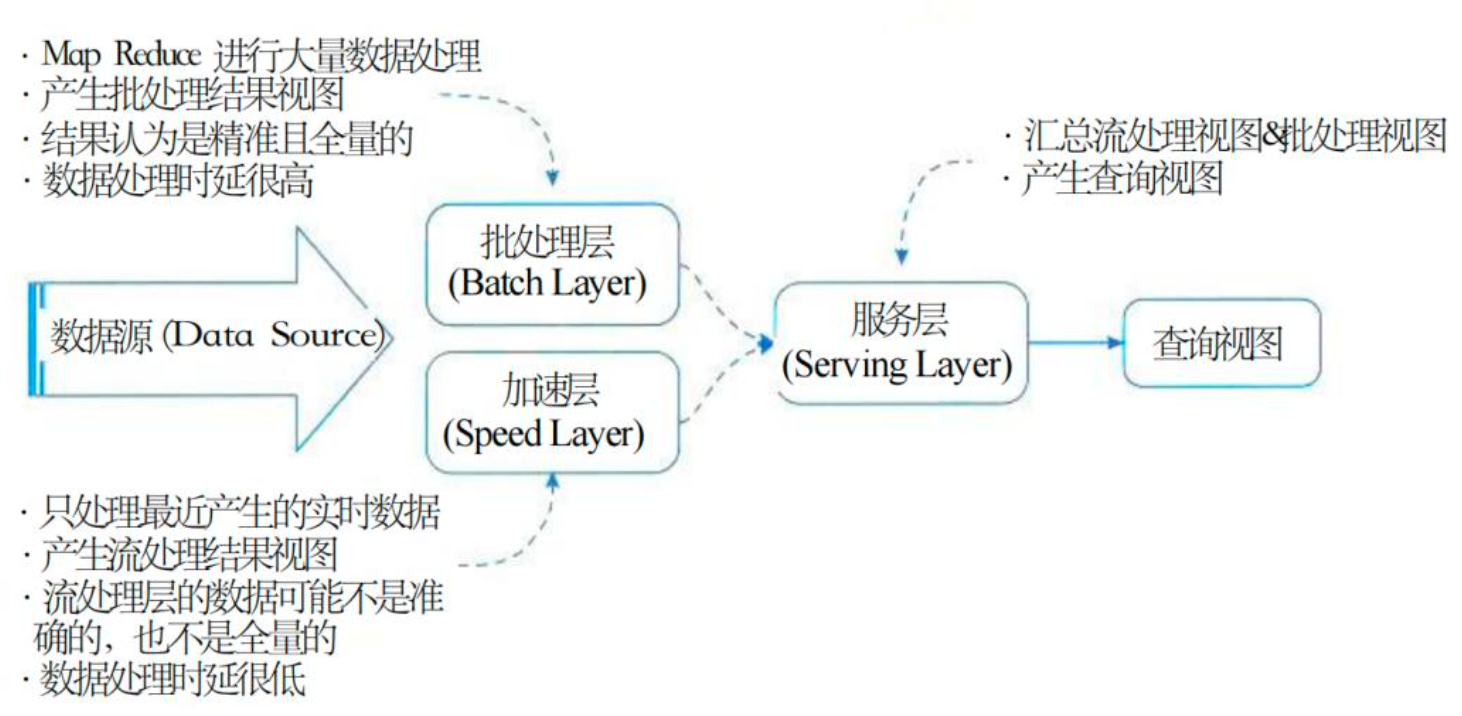 · Map Reduce 进行大量数据处理
· 产生批处理结果视图
· 结果认为是精准且全量的
· 数据处理时延很高
· 汇总流处理视图&批处理视图
· 产生查询视图
数据源 (Data Source)
批处理层
(Batch Layer)
加速层
(Speed Layer)
服务层
(Serving Layer)
查询视图
· 只处理最近产生的实时数据
· 产生流处理结果视图
· 流处理层的数据可能不是准
确的，也不是全量的
· 数据处理时延很低